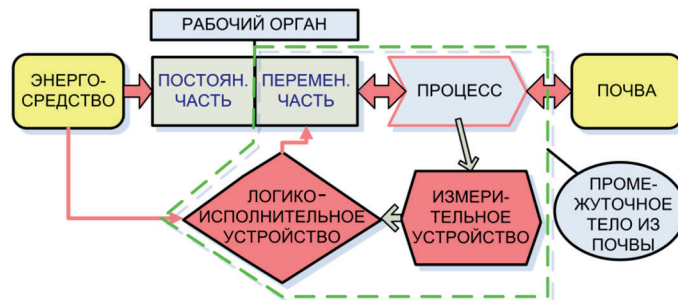 РАБОЧИЙ ОРГАН
ЭНЕРГО-
СРЕДСТВО
ПОСТОЯН.
ЧАСТЬ
ПЕРЕМЕН.
ЧАСТЬ
ПРОЦЕСС
ПОЧВА
ЛОГИКО-
ИСПОЛНИТЕЛЬНОЕ
УСТРОЙСТВО
ИЗМЕРИ-
ТЕЛЬНОЕ
УСТРОЙСТВО
ПРОМЕ-
ЖУТОЧНОЕ
ТЕЛО ИЗ
ПОЧВЫ